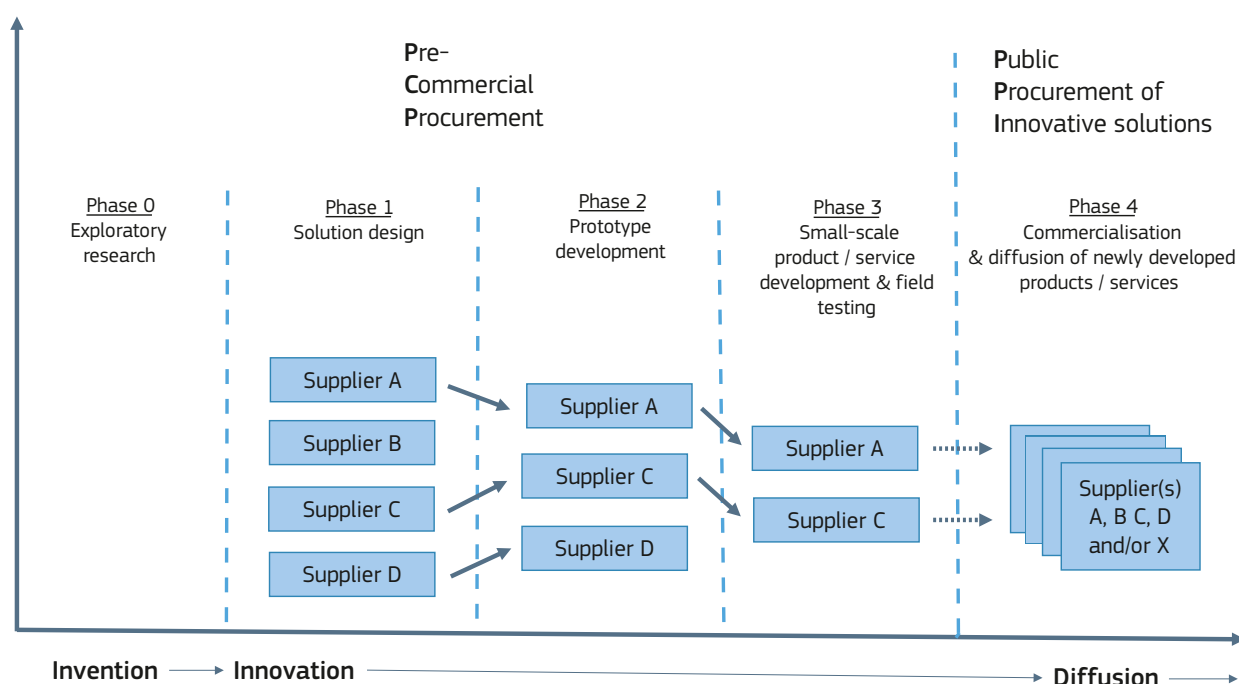 Pre-
Commercial
Procurement
Public
Procurement of
Innovative solutions
Phase 0
Exploratory
research
Phase 1
Solution design
Phase 2
Prototype
development
Phase 3
Small-scale
product / service
development & field
testing
Phase 4
Commercialisation
& diffusion of newly developed
products / services
Supplier A
Supplier B
Supplier C
Supplier D
Supplier A
Supplier C
Supplier D
Supplier A
Supplier C
Supplier(s)
A, B C, D
and/or X
Invention
Innovation
Diffusion